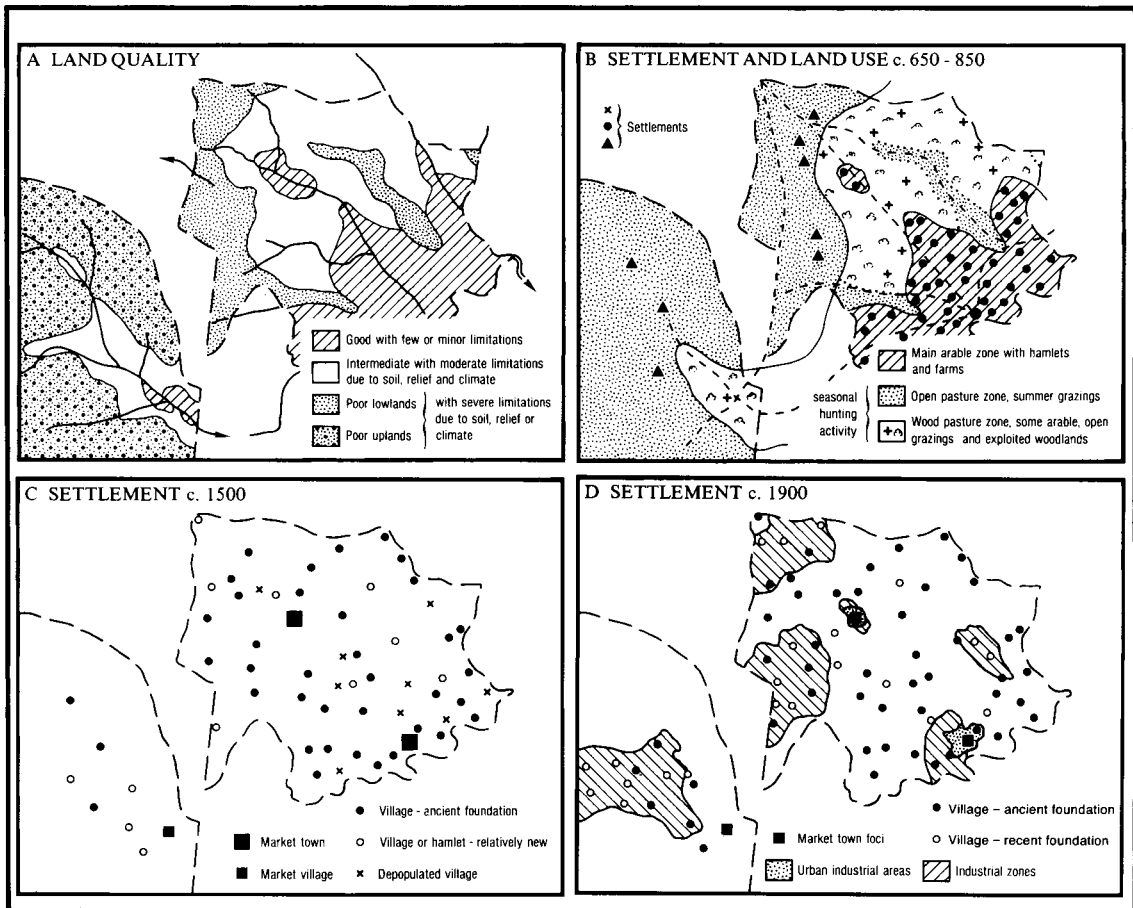 A LAND QUALITY
Good with few or minor limitations
Intermediate with moderate limitations
due to soil, relief and climate
Poor lowlands
Poor uplands
with severe limitations
due to soil, relief or
climate
B SETTLEMENT AND LAND USE c. 650 - 850
Settlements
Main arable zone with hamlets
and farms
seasonal
hunting
activity
Open pasture zone, summer grazings
Wood pasture zone, some arable, open
grazings and exploited woodlands
C SETTLEMENT c. 1500
Village - ancient foundation
Market town
Village or hamlet - relatively new
Market village
Depopulated village
D SETTLEMENT c. 1900
Village – ancient foundation
Market town foci
Village – recent foundation
Urban industrial areas
Industrial zones